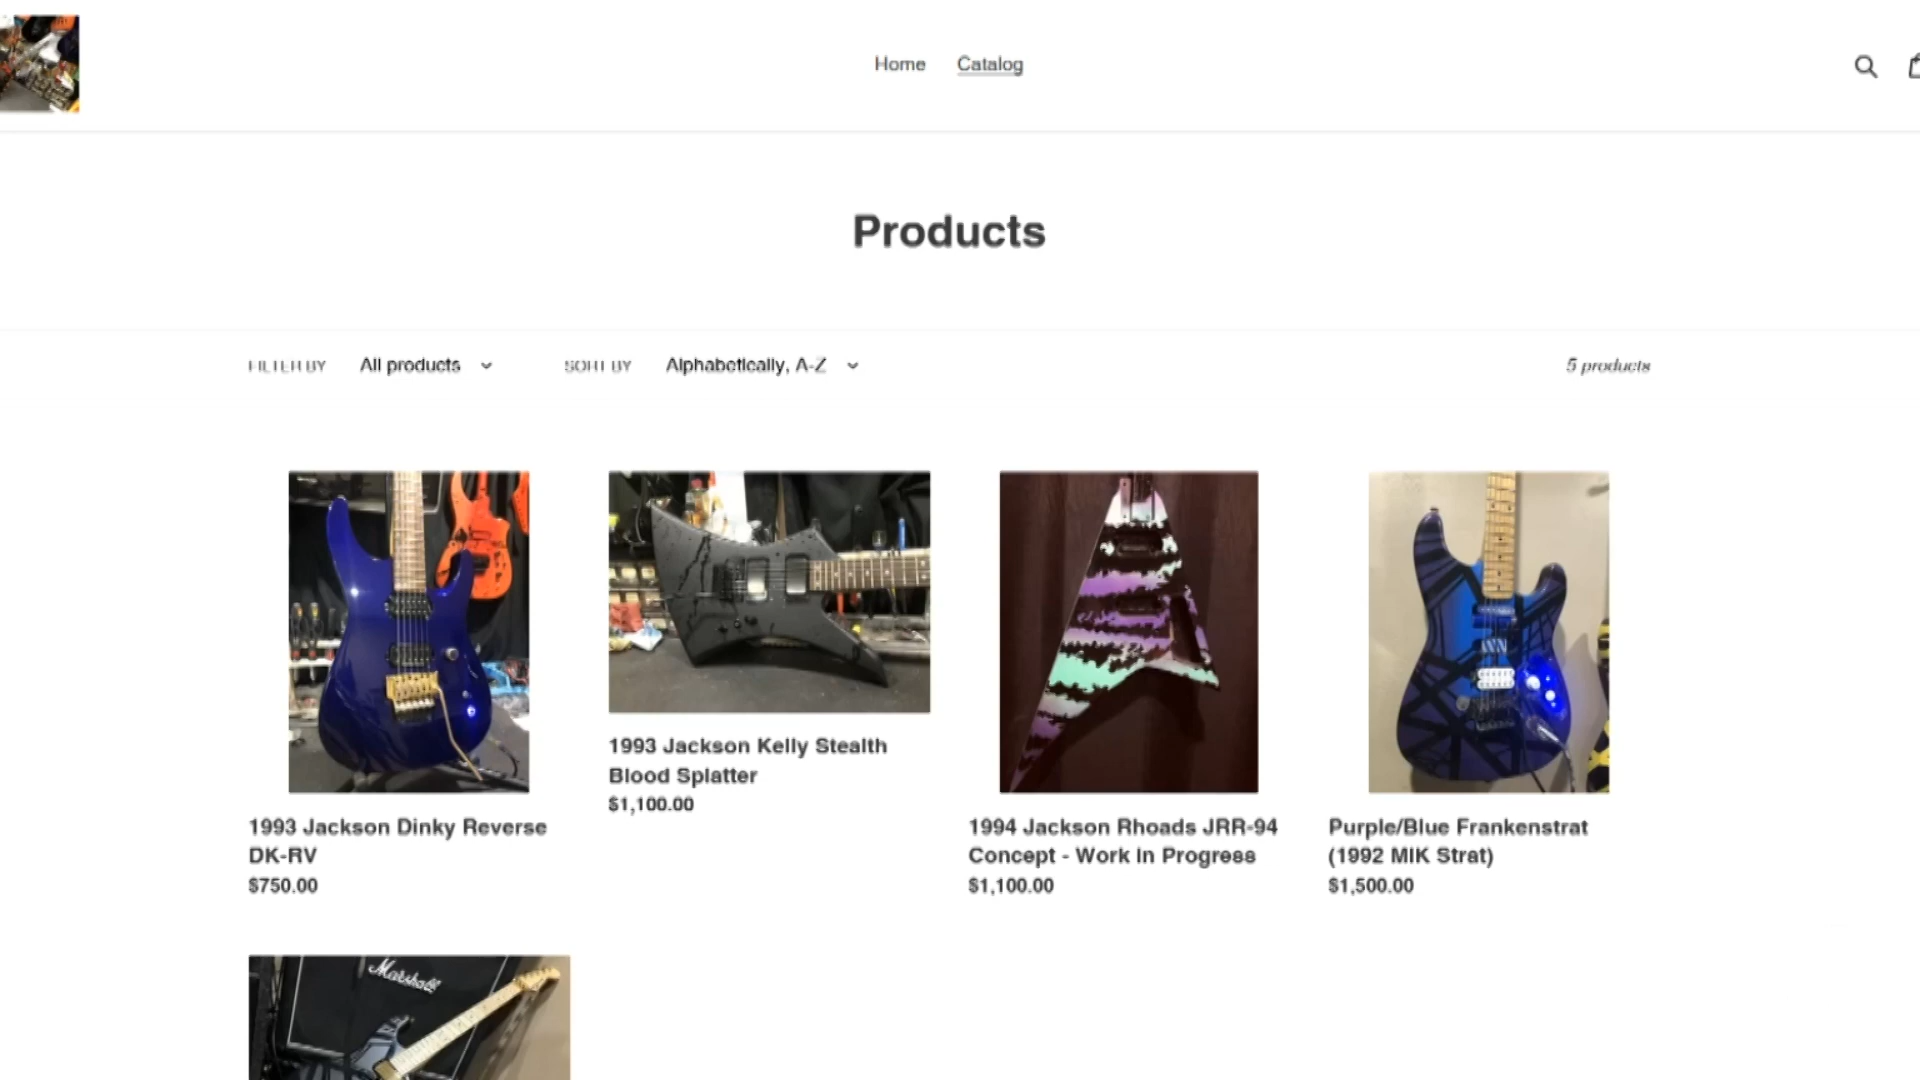 Home Catalog
Products
FILTER BY All products SORT BY Alphabetically, A-Z 5 products
1993 Jackson Dinky Reverse
DK-RV
$750.00
1993 Jackson Kelly Stealth
Blood Splatter
$1,100.00
1994 Jackson Rhoads JRR-94
Concept - Work in Progress
$1,100.00
Purple/Blue Frankenstrat
(1992 MIK Strat)
$1,500.00
Marshall